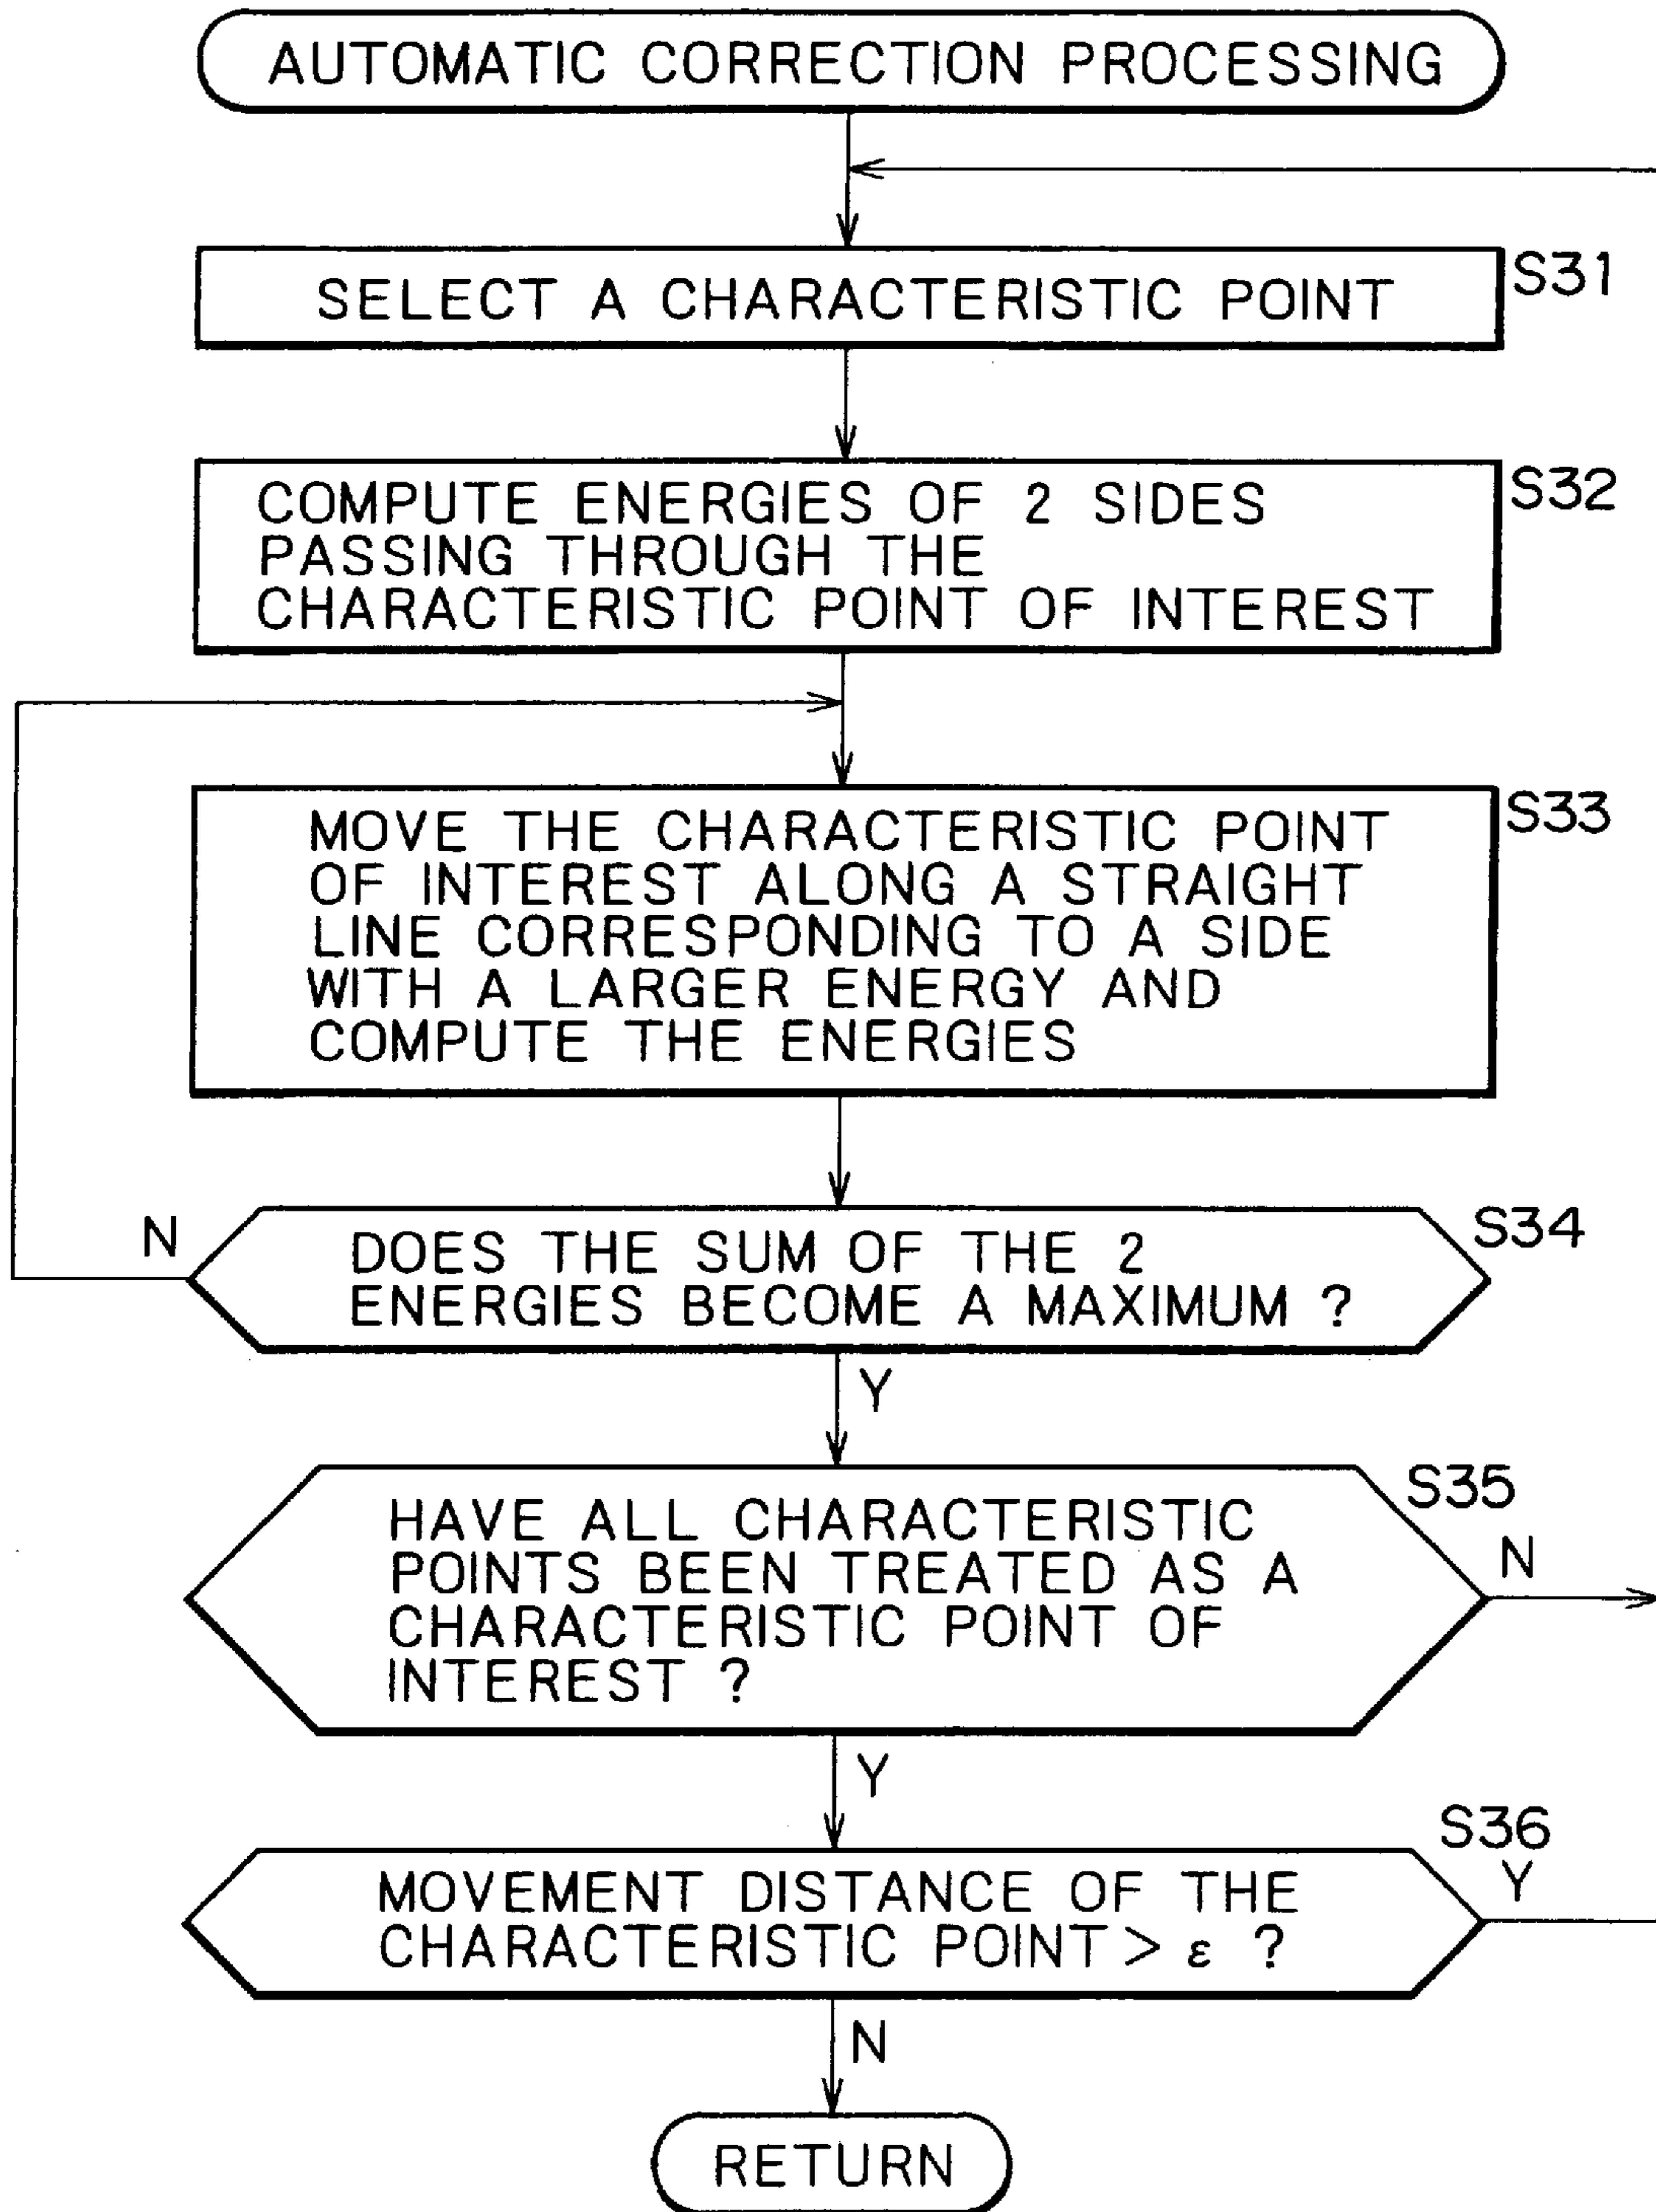 AUTOMATIC CORRECTION PROCESSING
SELECT A CHARACTERISTIC POINT
S31
COMPUTE ENERGIES OF 2 SIDES
PASSING THROUGH THE
CHARACTERISTIC POINT OF INTEREST
S32
MOVE THE CHARACTERISTIC POINT
OF INTEREST ALONG A STRAIGHT
LINE CORRESPONDING TO A SIDE
WITH A LARGER ENERGY AND
COMPUTE THE ENERGIES
S33
N
DOES THE SUM OF THE 2
ENERGIES BECOME A MAXIMUM ?
S34
Y
HAVE ALL CHARACTERISTIC
POINTS BEEN TREATED AS A
CHARACTERISTIC POINT OF
INTEREST ?
S35
N
Y
MOVEMENT DISTANCE OF THE
CHARACTERISTIC POINT > ε ?
S36
Y
N
RETURN